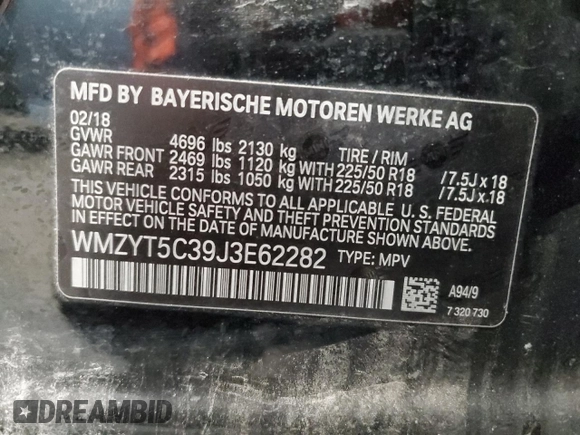 MFD BY BAYERISCHE MOTOREN WERKE AG
02/18
GVWR 4696 lbs 2130 kg TIRE / RIM
GAWR FRONT 2469 lbs 1120 kg WITH 225/50 R18 / 7.5J x 18
GAWR REAR 2315 lbs 1050 kg WITH 225/50 R18 / 7.5J x 18
THIS VEHICLE CONFORMS TO ALL APPLICABLE U. S. FEDERAL
MOTOR VEHICLE SAFETY AND THEFT PREVENTION STANDARDS
IN EFFECT ON THE DATE OF MANUFACTURE SHOWN ABOVE.
WMZYT5C39J3E62282 TYPE: MPV
A94/9
7 320 730
DREAMBID